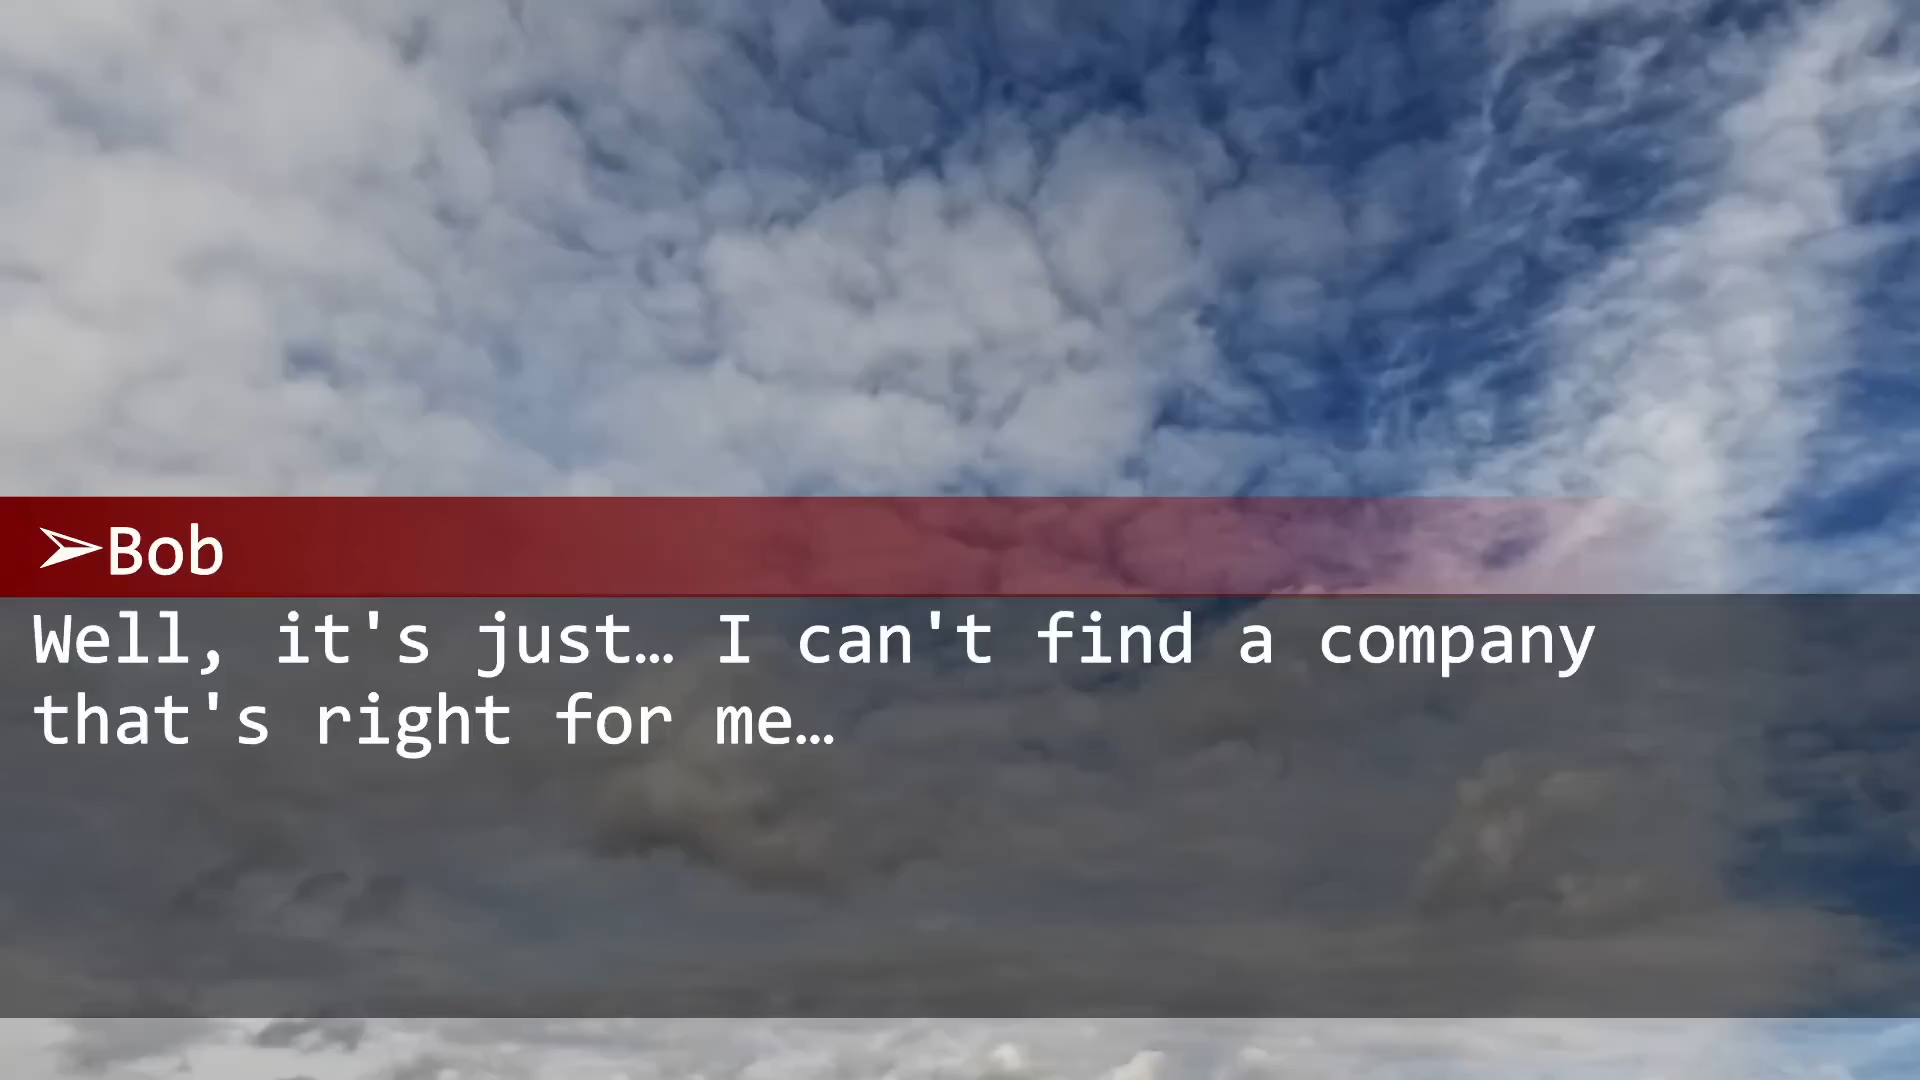 ➢Bob
Well, it's just… I can't find a company
that's right for me…